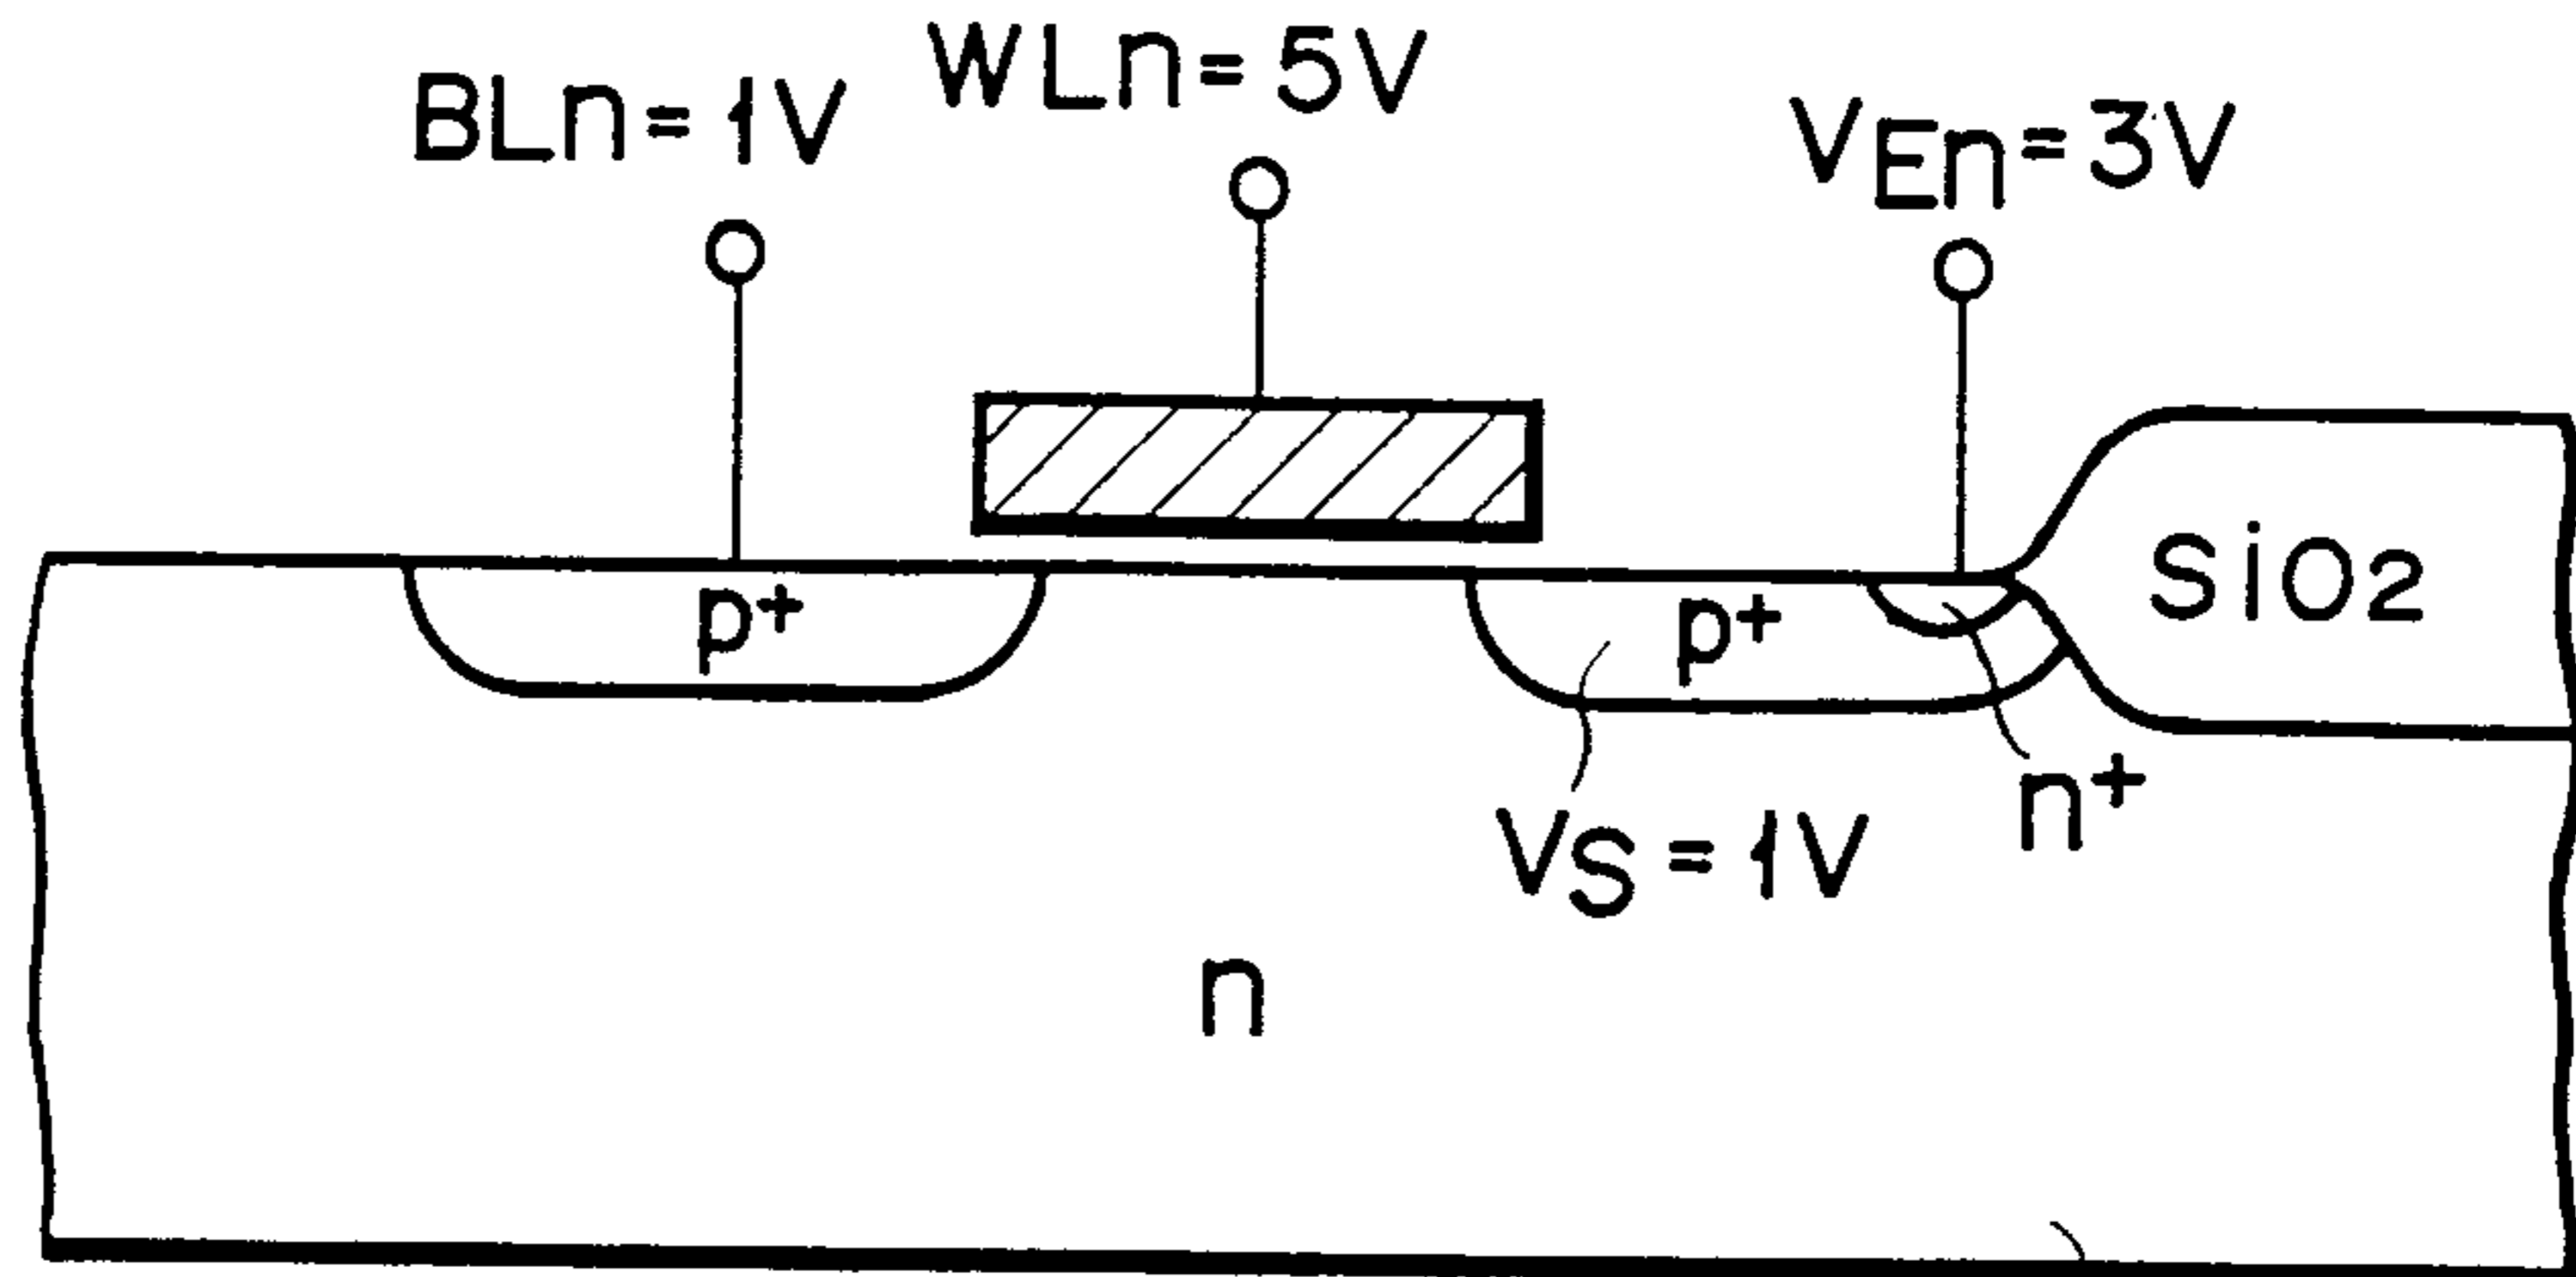 BLn=1V
WLn=5V
VEn=3V
SiO2
p+
p+
n+
VS=1V
n